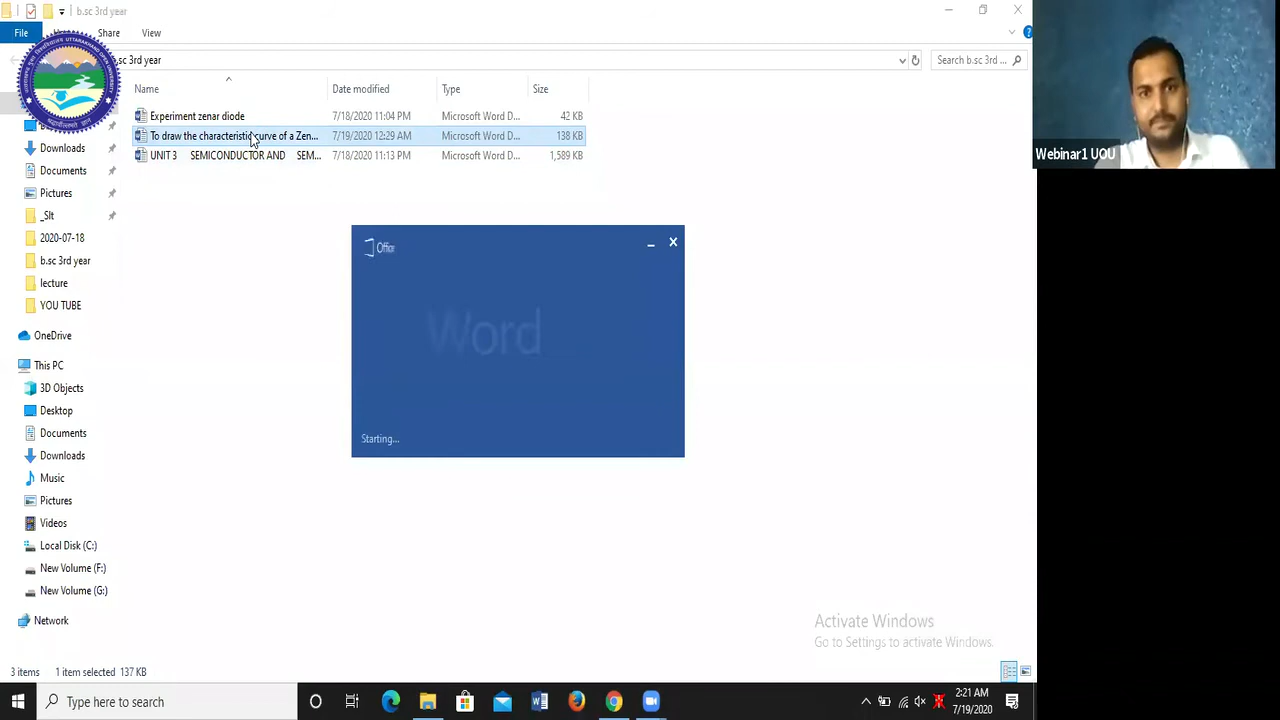 b.sc 3rd year
File
Share
View
.sc 3rd year
Search b.sc 3rd ...
Name
Date modified
Type
Size
Experiment zenar diode
7/18/2020 11:04 PM
Microsoft Word D...
42 KB
To draw the characteristic curve of a Zen...
7/19/2020 12:29 AM
Microsoft Word D...
138 KB
UNIT 3 SEMICONDUCTOR AND SEM...
7/18/2020 11:13 PM
Microsoft Word D...
1,589 KB
Downloads
Documents
Pictures
_Slt
2020-07-18
b.sc 3rd year
lecture
YOU TUBE
OneDrive
This PC
3D Objects
Desktop
Documents
Downloads
Music
Pictures
Videos
Local Disk (C:)
New Volume (F:)
New Volume (G:)
Network
Office
Word
Starting...
Webinar1 UOU
Activate Windows
Go to Settings to activate Windows.
3 items
1 item selected 137 KB
Type here to search
2:21 AM
7/19/2020